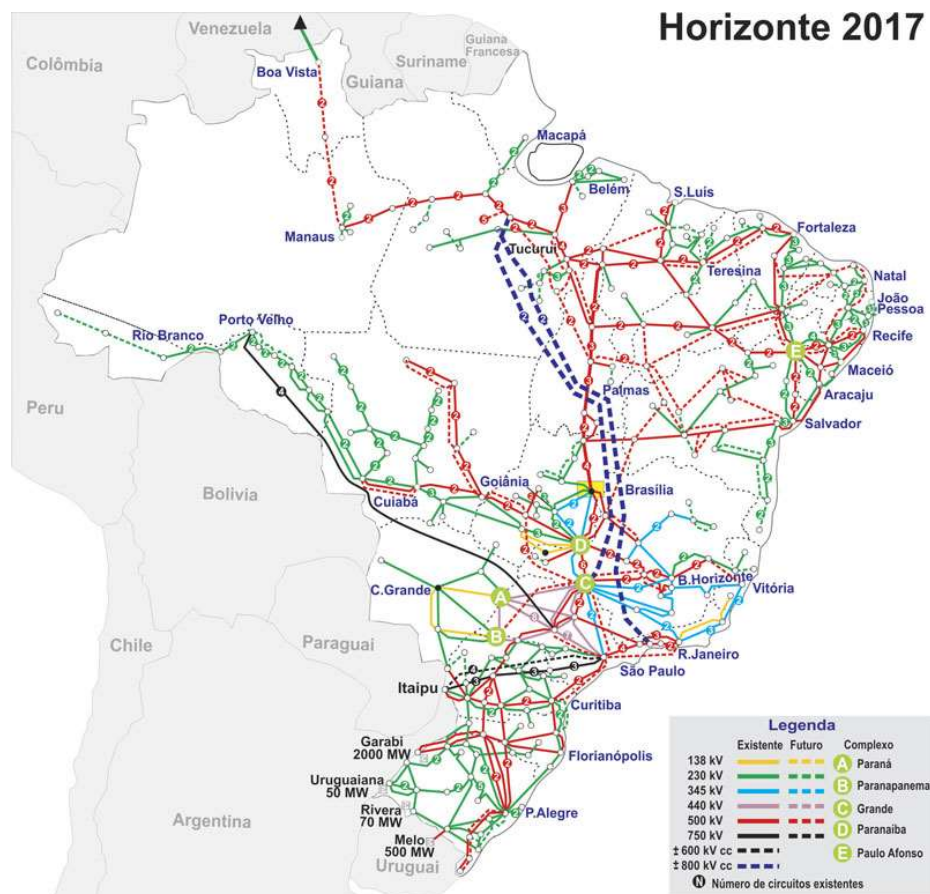 Horizonte 2017
Venezuela
Guiana
Francesa
Suriname
Colômbia
Guiana
Boa Vista
Macapá
Belém
S.Luis
Manaus
Fortaleza
Tucurui
Teresina
Natal
João
Pessoa
Porto Velho
Rio Branco
Recife
E
Maceió
Palmas
Aracaju
Peru
Salvador
Goiânia
Brasília
Bolivia
Cuiabá
D
B.Horizonte
C
Vitória
C.Grande
A
B
Paraguai
Chile
R.Janeiro
São Paulo
Itaipu
Curitiba
Garabi
2000 MW
Florianópolis
Uruguaiana
50 MW
Rivera
70 MW
P.Alegre
Melo
500 MW
Argentina
Uruguai
Legenda
Existente Futuro Complexo
138 kV A Paraná
230 kV
345 kV B Paranapanema
440 kV C Grande
500 kV D Paranaiba
750 kV
±600 kV cc E Paulo Afonso
±800 kV cc
N Número de circuitos existentes